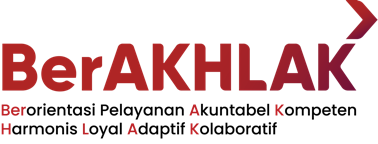 BerAKHLAK
Berorientasi Pelayanan Akuntabel Kompeten
Harmonis Loyal Adaptif Kolaboratif